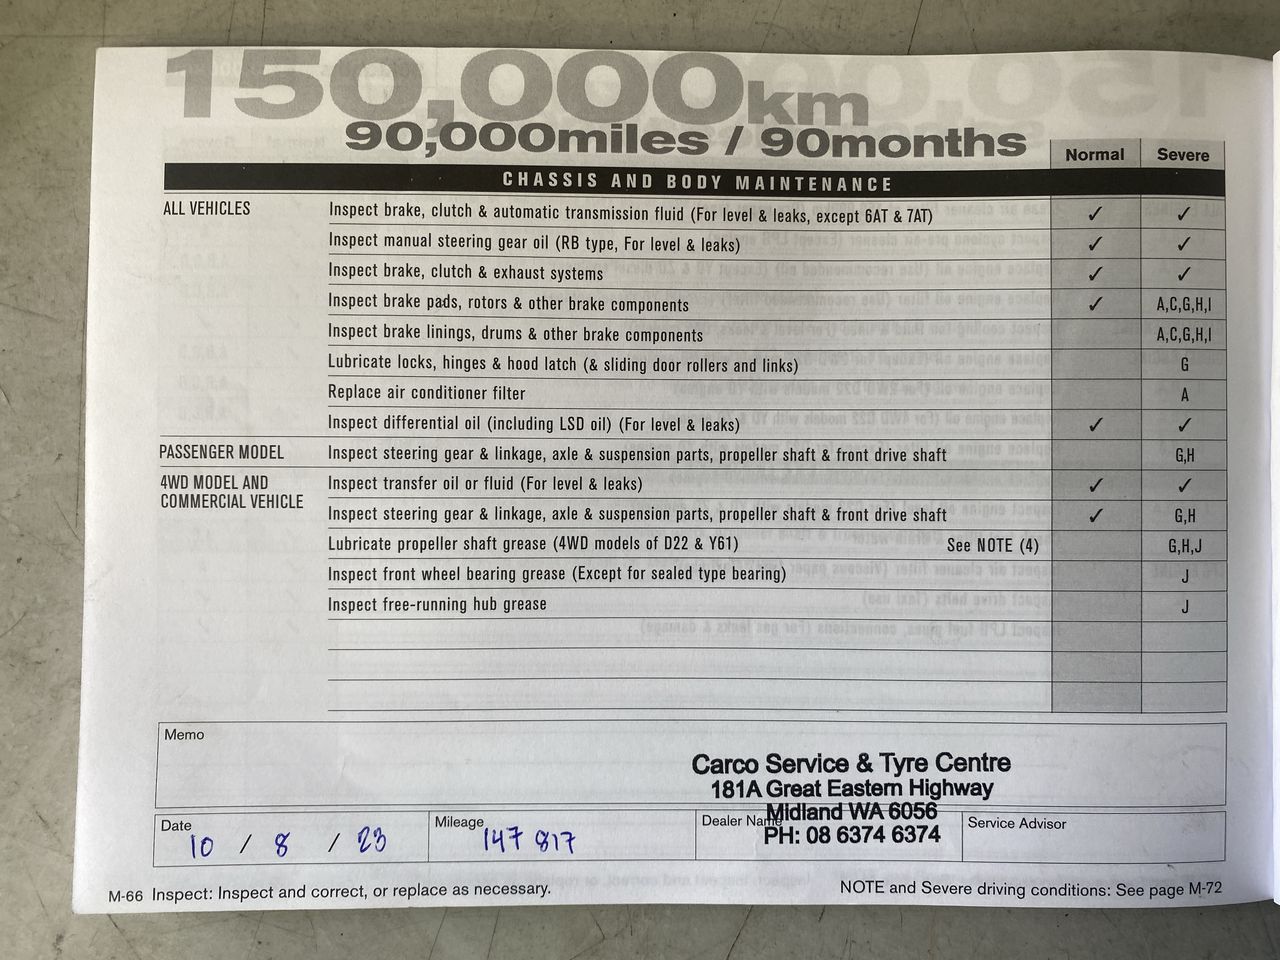 150,000km
90,000miles / 90months
Normal Severe
CHASSIS AND BODY MAINTENANCE
ALL VEHICLES Inspect brake, clutch & automatic transmission fluid (For level & leaks, except 6AT & 7AT) ✓ ✓
Inspect manual steering gear oil (RB type, For level & leaks) ✓ ✓
Inspect brake, clutch & exhaust systems ✓ ✓
Inspect brake pads, rotors & other brake components ✓ A,C,G,H,I
Inspect brake linings, drums & other brake components A,C,G,H,I
Lubricate locks, hinges & hood latch (& sliding door rollers and links) G
Replace air conditioner filter A
Inspect differential oil (including LSD oil) (For level & leaks) ✓ ✓
PASSENGER MODEL Inspect steering gear & linkage, axle & suspension parts, propeller shaft & front drive shaft G,H
4WD MODEL AND Inspect transfer oil or fluid (For level & leaks) ✓ ✓
COMMERCIAL VEHICLE Inspect steering gear & linkage, axle & suspension parts, propeller shaft & front drive shaft ✓ G,H
Lubricate propeller shaft grease (4WD models of D22 & Y61) See NOTE (4) G,H,J
Inspect front wheel bearing grease (Except for sealed type bearing) J
Inspect free-running hub grease J
Memo
Carco Service & Tyre Centre
181A Great Eastern Highway
Midland WA 6056
PH: 08 6374 6374
Date 10 / 8 / 23 Mileage 147 817 Dealer Name Service Advisor
M-66 Inspect: Inspect and correct, or replace as necessary. NOTE and Severe driving conditions: See page M-72